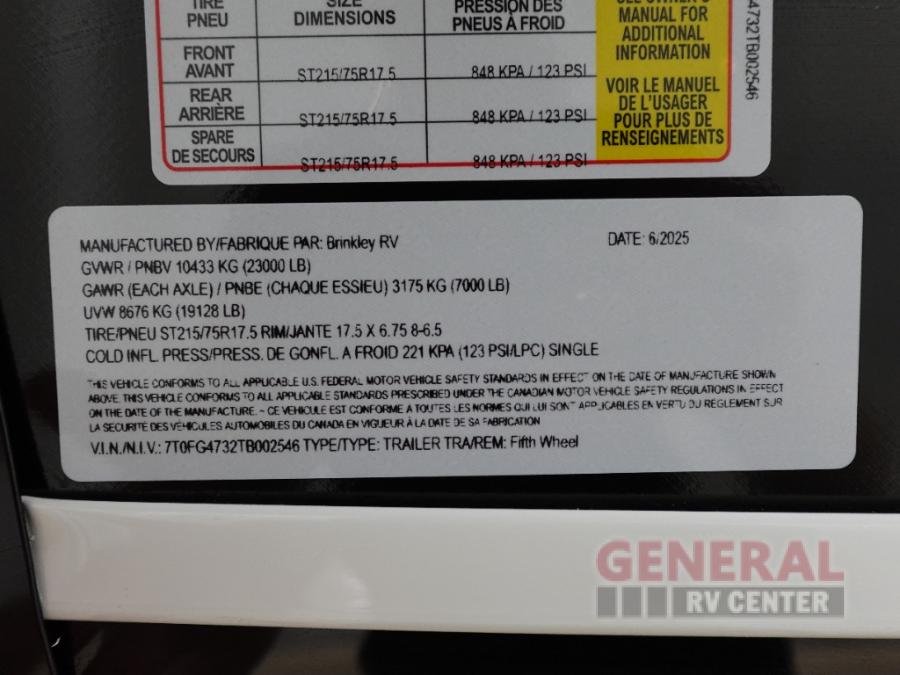 TIRE
PNEU
SIZE
DIMENSIONS
PRESSION DES
PNEUS À FROID
SEE OWNER'S
MANUAL FOR
ADDITIONAL
INFORMATION
VOIR LE MANUEL
DE L'USAGER
POUR PLUS DE
RENSEIGNEMENTS
FRONT
AVANT
ST215/75R17.5
848 KPA / 123 PSI
REAR
ARRIÈRE
ST215/75R17.5
848 KPA / 123 PSI
SPARE
DE SECOURS
ST215/75R17.5
848 KPA / 123 PSI
4732TB002546
MANUFACTURED BY/FABRIQUE PAR: Brinkley RV DATE: 6/2025
GVWR / PNBV 10433 KG (23000 LB)
GAWR (EACH AXLE) / PNBE (CHAQUE ESSIEU) 3175 KG (7000 LB)
UVW 8676 KG (19128 LB)
TIRE/PNEU ST215/75R17.5 RIM/JANTE 17.5 X 6.75 8-6.5
COLD INFL. PRESS/PRESS. DE GONFL. A FROID 221 KPA (123 PSI/LPC) SINGLE
THIS VEHICLE CONFORMS TO ALL APPLICABLE U.S. FEDERAL MOTOR VEHICLE SAFETY STANDARDS IN EFFECT ON THE DATE OF MANUFACTURE SHOWN
ABOVE. THIS VEHICLE CONFORMS TO ALL APPLICABLE STANDARDS PRESCRIBED UNDER THE CANADIAN MOTOR VEHICLE SAFETY REGULATIONS IN EFFECT
ON THE DATE OF THE MANUFACTURE. - CE VEHICULE EST CONFORME A TOUTES LES NORMES QUI LUI SONT APPLICABLES EN VERTU DU REGLEMENT SUR
LA SECURITE DES VÉHICULES AUTOMOBILES DU CANADA EN VIGUEUR À LA DATE DE SA FABRICATION
V.I.N./N.I.V.: 7T0FG4732TB002546 TYPE/TYPE: TRAILER TRA/REM: Fifth Wheel
GENERAL
RV CENTER